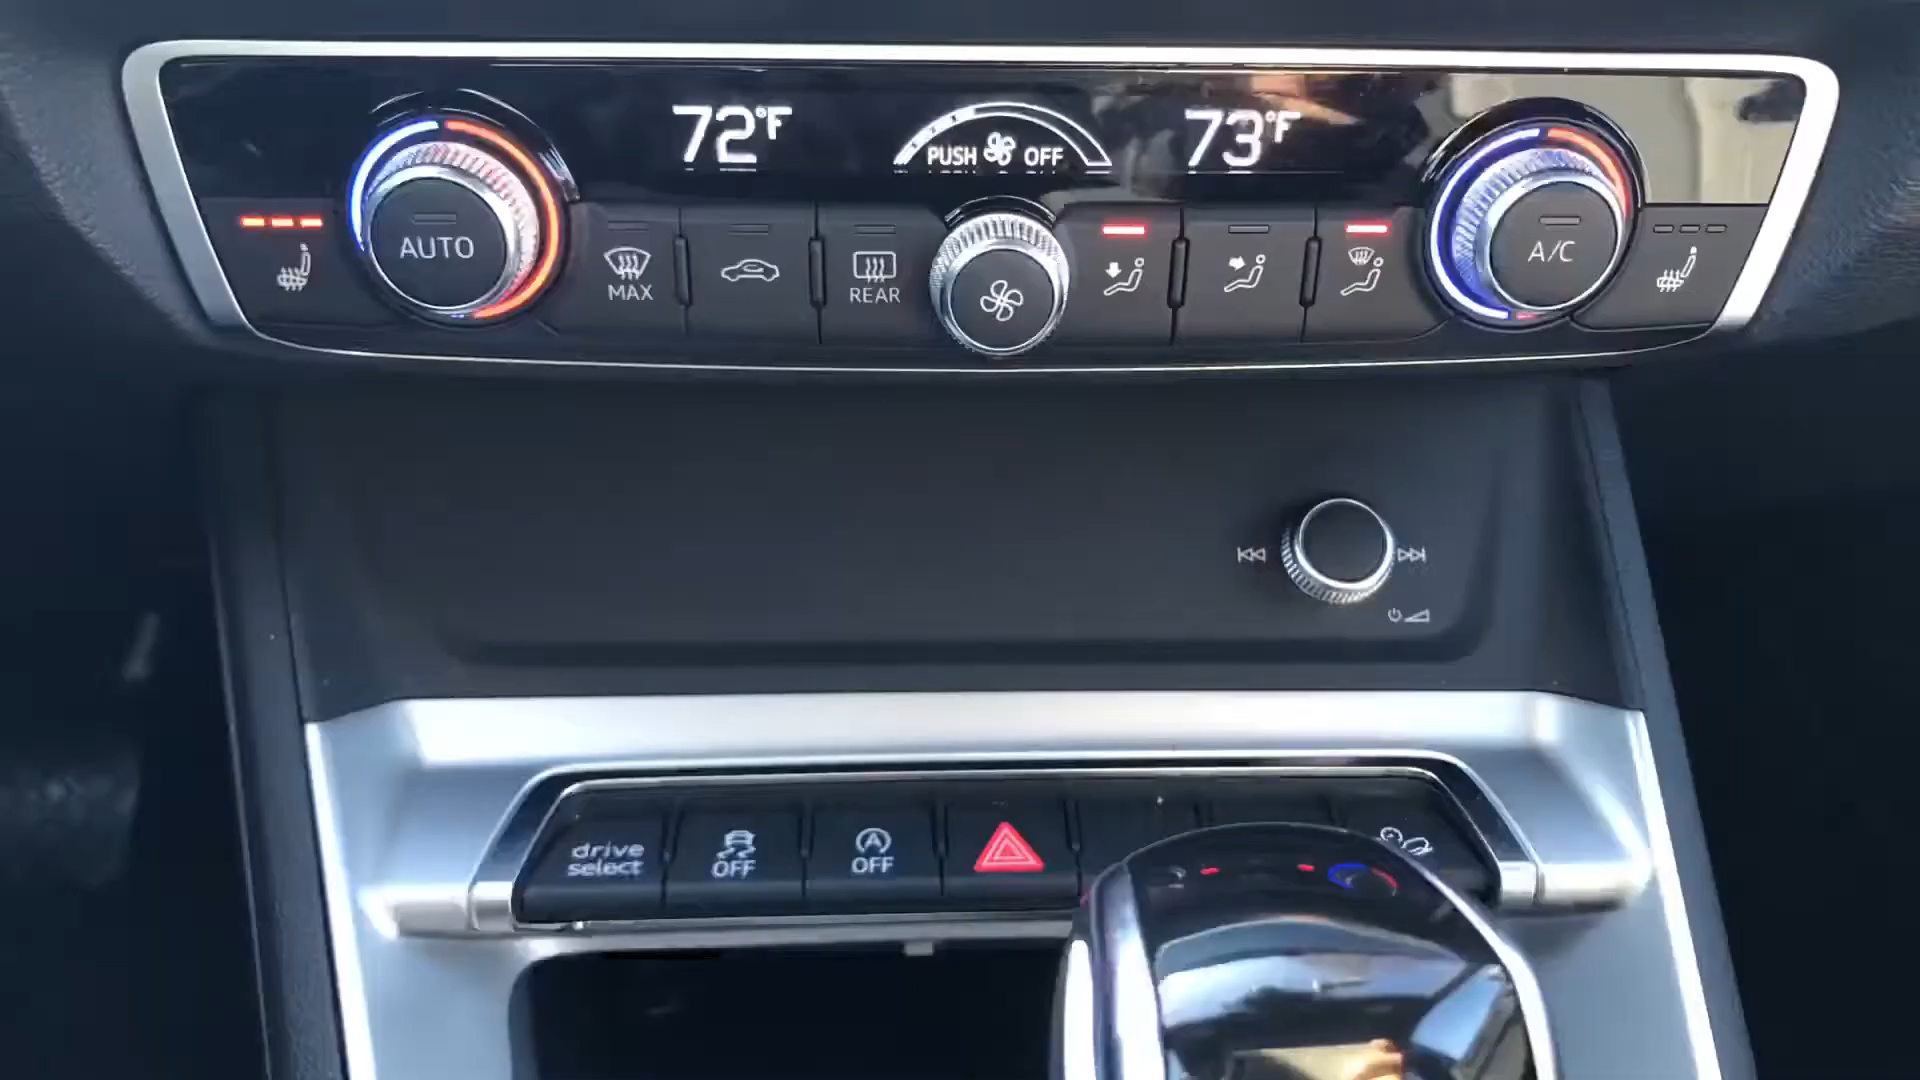 72°F
PUSH OFF
73°F
AUTO
MAX
REAR
A/C
drive
select
OFF
A
OFF